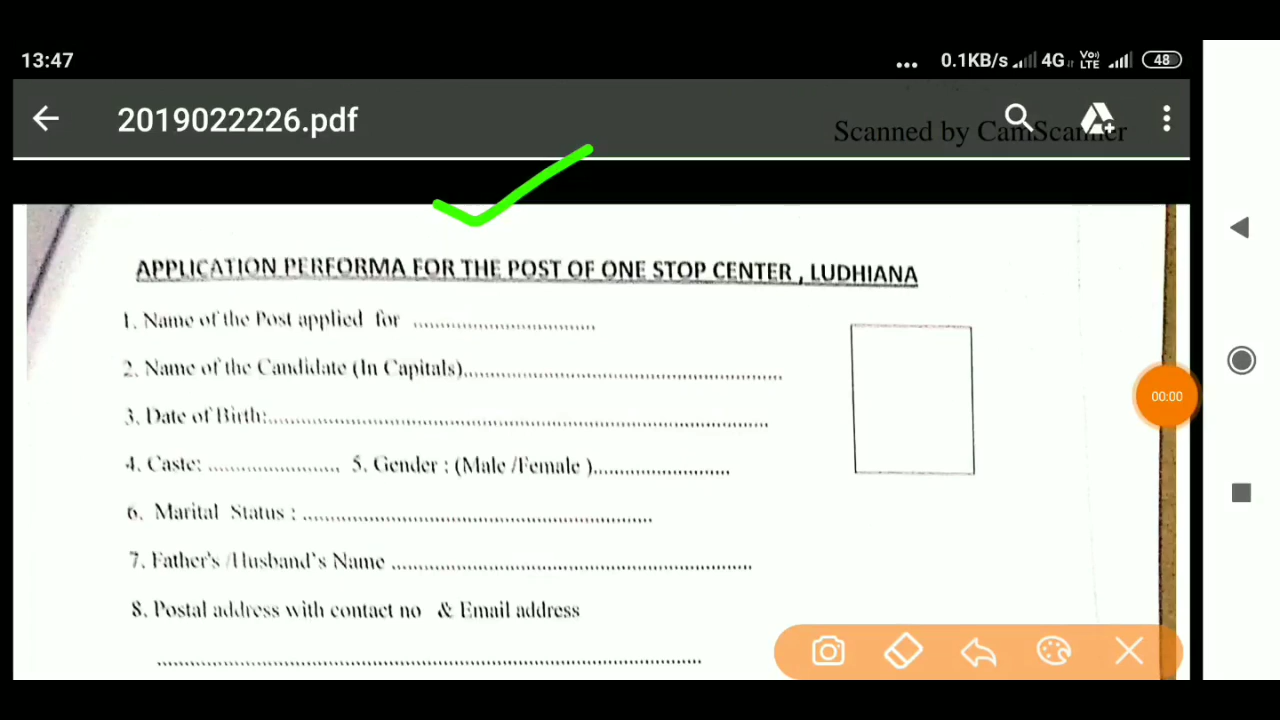 13:47 ... 0.1KB/s 4G Vo) LTE 48
2019022226.pdf
Scanned by CamScanner
APPLICATION PERFORMA FOR THE POST OF ONE STOP CENTER , LUDHIANA
1. Name of the Post applied for ..............................
2. Name of the Candidate (In Capitals)..............................
3. Date of Birth:..............................
4. Caste: ...................... 5. Gender : (Male /Female )......................
6. Marital Status : ..............................
00:00
7. Father's /Husband's Name ..............................
8. Postal address with contact no & Email address
..............................